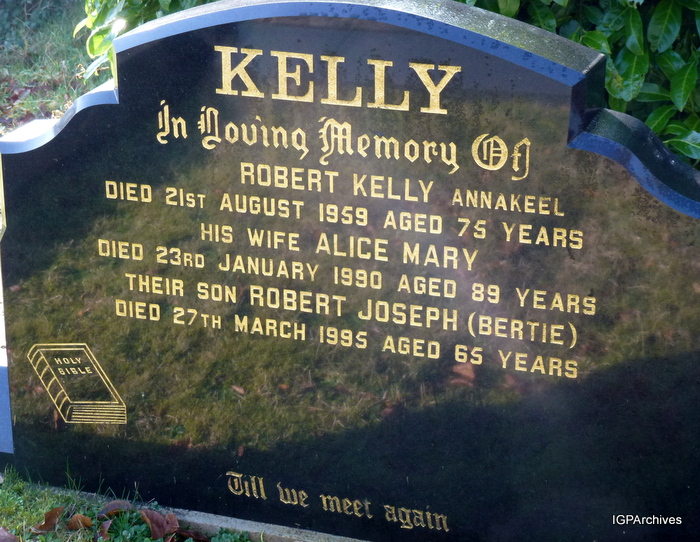 KELLY
In Loving Memory Of
ROBERT KELLY ANNAKEEL
DIED 21ST AUGUST 1959 AGED 75 YEARS
HIS WIFE ALICE MARY
DIED 23RD JANUARY 1990 AGED 89 YEARS
THEIR SON ROBERT JOSEPH (BERTIE)
DIED 27TH MARCH 1995 AGED 65 YEARS
HOLY
BIBLE
Till we meet again
IGPArchives